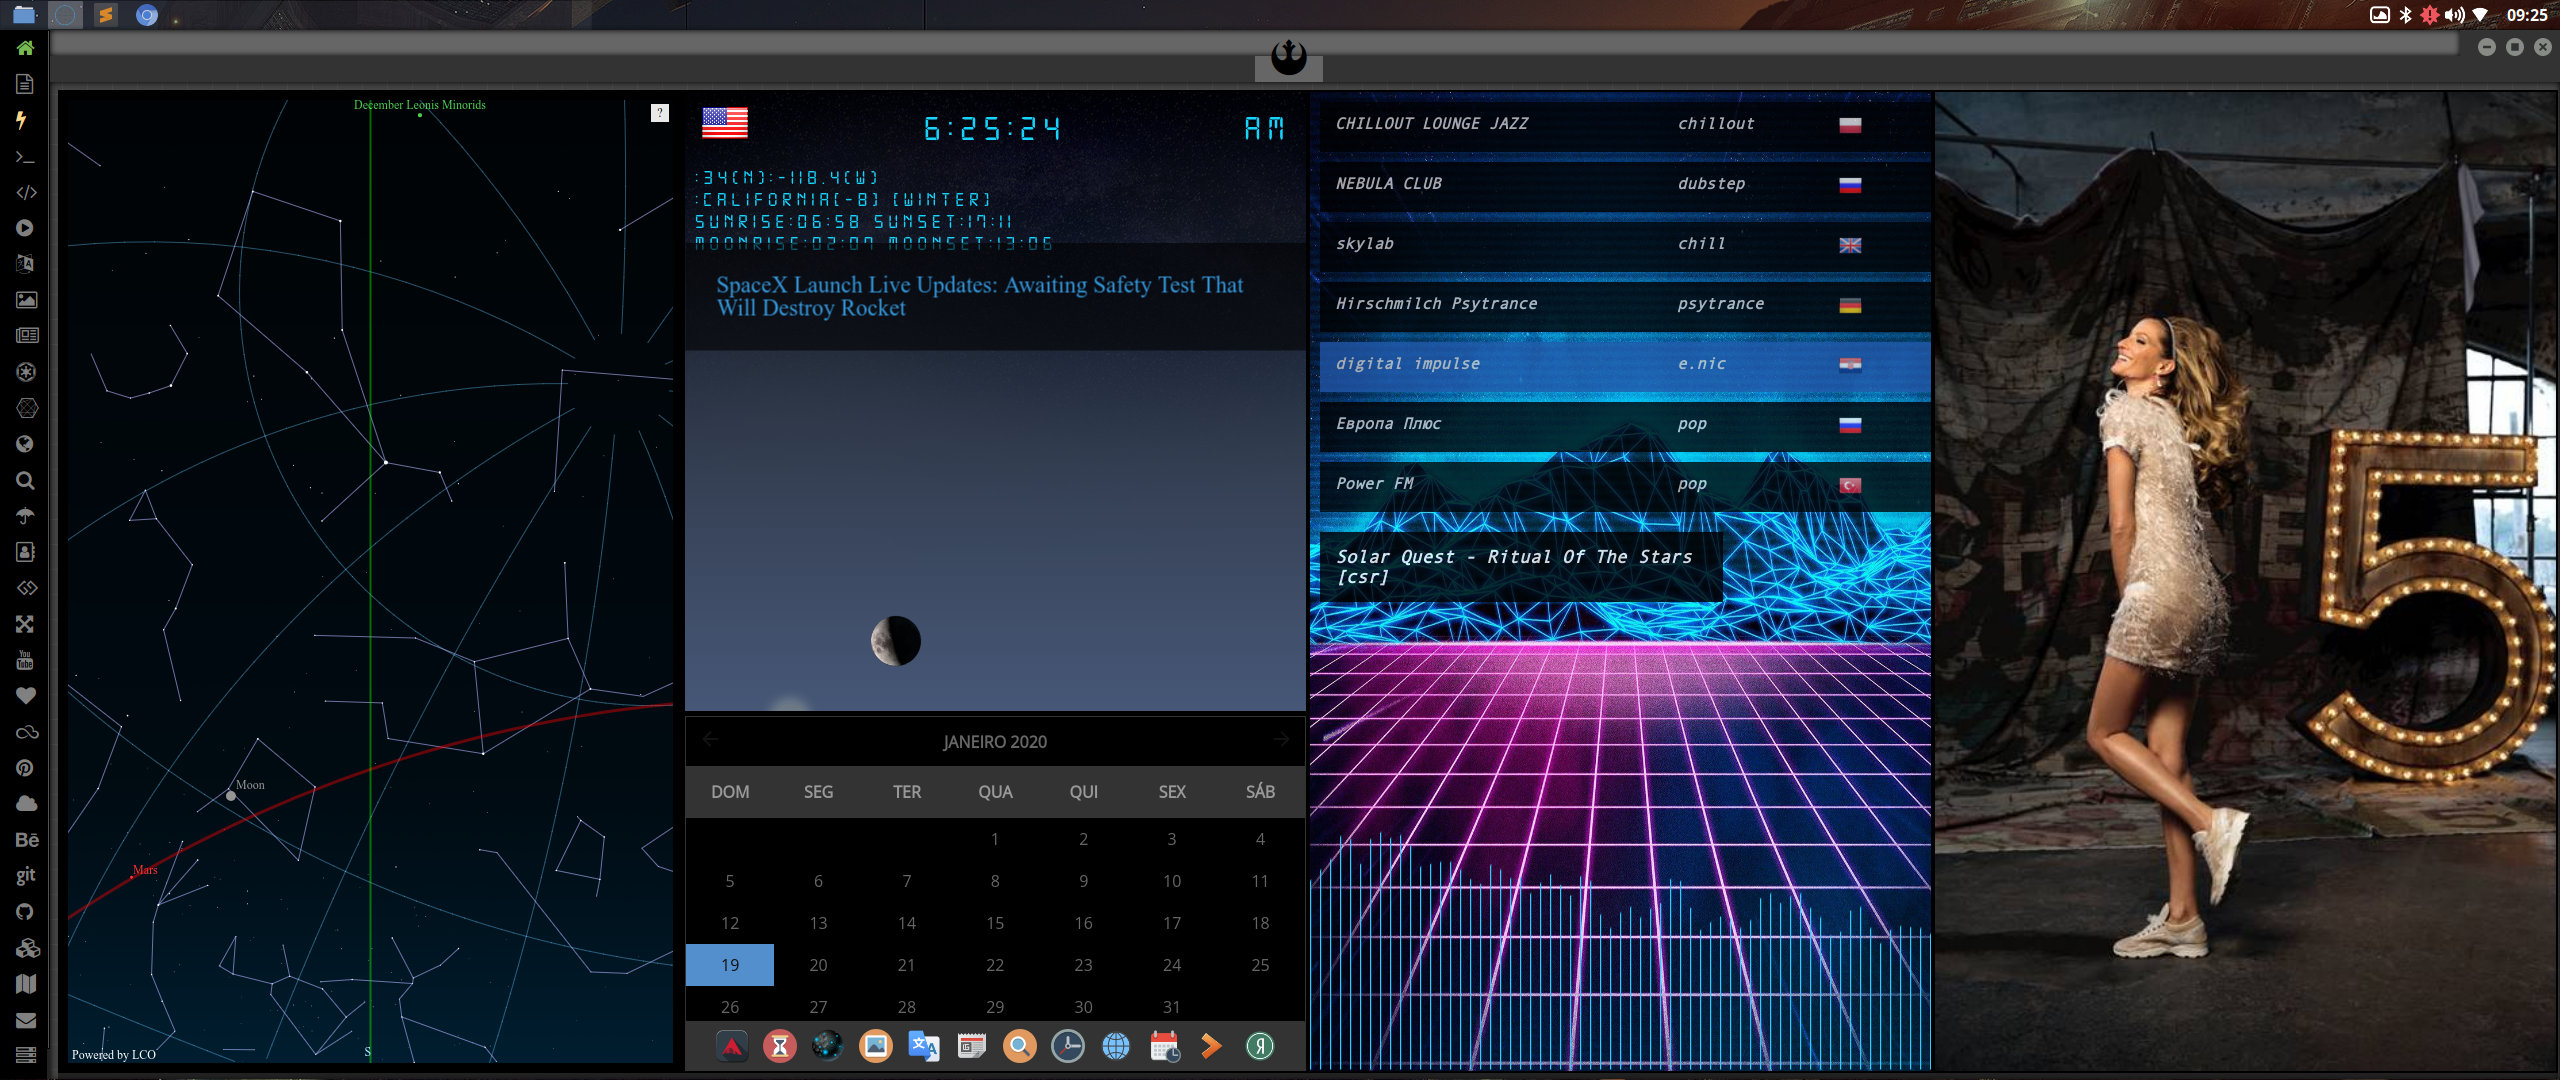 09:25
December Leonis Minorids
?
Moon
Mars
Powered by LCO
S
6:25:24 AM
:34(N):-118.4(W)
:CALIFORNIA(-8) (WINTER)
SUNRISE:06:58 SUNSET:17:11
MOONRISE:02:07 MOONSET:13:06
SpaceX Launch Live Updates: Awaiting Safety Test That
Will Destroy Rocket
JANEIRO 2020
DOM SEG TER QUA QUI SEX SÁB
1 2 3 4
5 6 7 8 9 10 11
12 13 14 15 16 17 18
19 20 21 22 23 24 25
26 27 28 29 30 31
CHILLOUT LOUNGE JAZZ chillout
NEBULA CLUB dubstep
skylab chill
Hirschmilch Psytrance psytrance
digital impulse e.nic
Европа Плюс pop
Power FM pop
Solar Quest - Ritual Of The Stars
[csr]
5
You
Tube
Bē
git
文A
Я